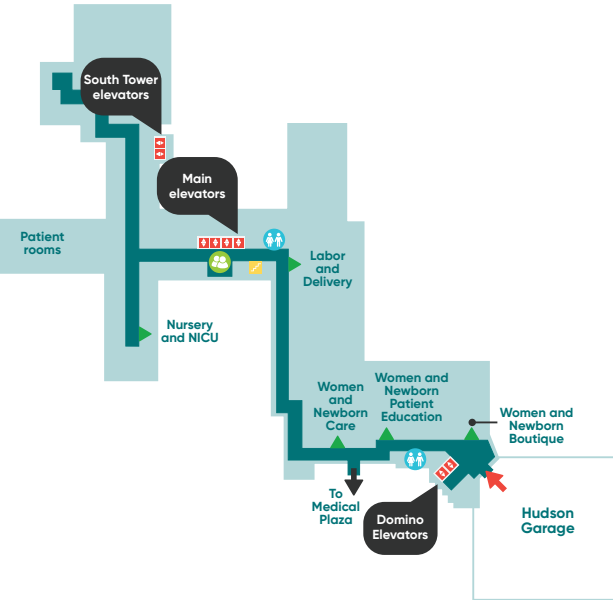 South Tower
elevators
Main
elevators
Patient
rooms
Labor
and
Delivery
Nursery
and NICU
Women
and
Newborn
Care
Women and
Newborn
Patient
Education
Women and
Newborn
Boutique
To
Medical
Plaza
Domino
Elevators
Hudson
Garage